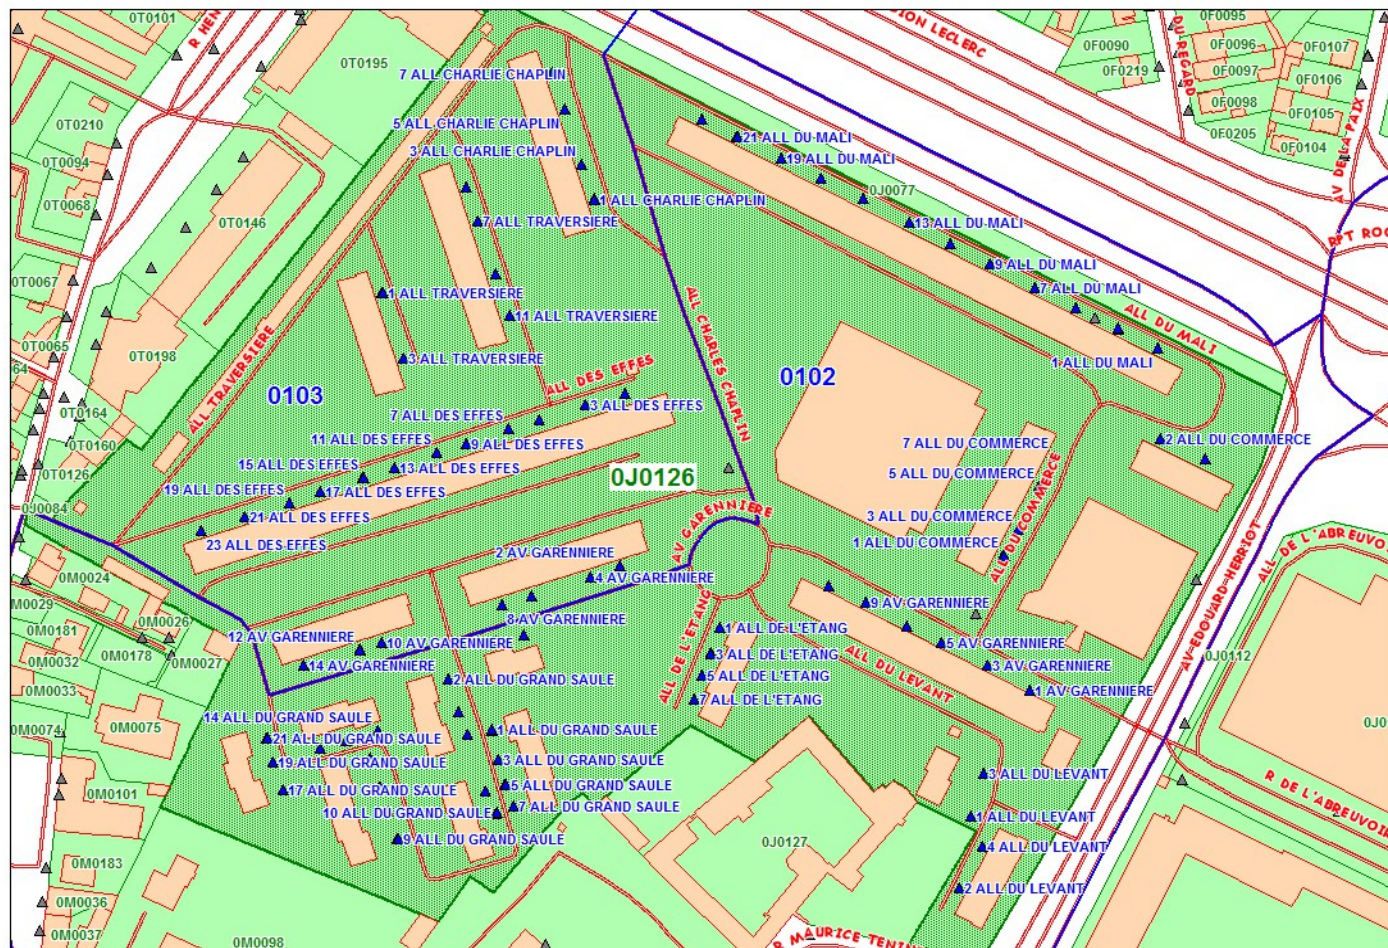 0T0101
R HEN
0T0195
7 ALL CHARLIE CHAPLIN
5 ALL CHARLIE CHAPLIN
3 ALL CHARLIE CHAPLIN
1 ALL CHARLIE CHAPLIN
ION LECLERC
DU REGARD
0F0095
0F0090
0F0096
0F0107
0F0219
0F0097
0F0106
0F0098
0F0105
0F0205
0F0104
AV DE LA PAIX
RPT ROC
0T0210
0T0094
0T0068
0T0146
0T0067
0T0065
64
0T0198
0T0164
0T0160
0T0126
0J0084
21 ALL DU MALI
19 ALL DU MALI
0J0077
13 ALL DU MALI
9 ALL DU MALI
7 ALL DU MALI
ALL DU MALI
1 ALL DU MALI
7 ALL TRAVERSIERE
1 ALL TRAVERSIERE
11 ALL TRAVERSIERE
3 ALL TRAVERSIERE
ALL TRAVERSIERE
ALL CHARLES CHAPLIN
0103
0102
ALL DES EFFES
3 ALL DES EFFES
7 ALL DES EFFES
11 ALL DES EFFES
9 ALL DES EFFES
15 ALL DES EFFES
13 ALL DES EFFES
19 ALL DES EFFES
17 ALL DES EFFES
21 ALL DES EFFES
23 ALL DES EFFES
0J0126
2 ALL DU COMMERCE
7 ALL DU COMMERCE
5 ALL DU COMMERCE
3 ALL DU COMMERCE
1 ALL DU COMMERCE
ALL DU COMMERCE
AV GARENNIERE
2 AV GARENNIERE
4 AV GARENNIERE
8 AV GARENNIERE
12 AV GARENNIERE
10 AV GARENNIERE
14 AV GARENNIERE
9 AV GARENNIERE
5 AV GARENNIERE
3 AV GARENNIERE
1 AV GARENNIERE
AV-EDOUARD-HERRIOT
ALL DE L'ABREUVO
0J0112
0J0
R DE L'ABREUVOIR
ALL DE L'ETANG
1 ALL DE L'ETANG
3 ALL DE L'ETANG
5 ALL DE L'ETANG
7 ALL DE L'ETANG
ALL DU LEVANT
3 ALL DU LEVANT
1 ALL DU LEVANT
4 ALL DU LEVANT
2 ALL DU LEVANT
2 ALL DU GRAND SAULE
14 ALL DU GRAND SAULE
1 ALL DU GRAND SAULE
21 ALL DU GRAND SAULE
19 ALL DU GRAND SAULE
3 ALL DU GRAND SAULE
17 ALL DU GRAND SAULE
5 ALL DU GRAND SAULE
10 ALL DU GRAND SAULE
7 ALL DU GRAND SAULE
9 ALL DU GRAND SAULE
0M0024
M0029
0M0026
0M0181
0M0178
0M0027
0M0032
0M0033
0M0074
0M0075
0M0101
0M0183
0M0036
0M0037
0M0098
0J0127
R MAURICE TENIN